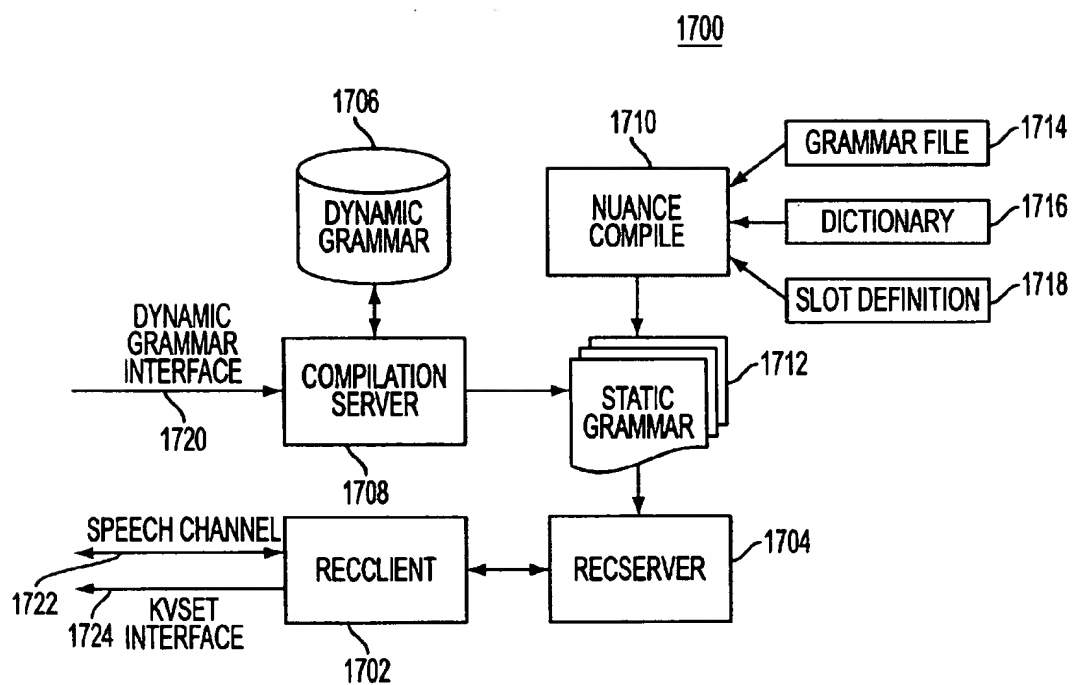 1700
1706
1710
GRAMMAR FILE
1714
DYNAMIC
GRAMMAR
NUANCE
COMPILE
DICTIONARY
1716
SLOT DEFINITION
1718
DYNAMIC
GRAMMAR
INTERFACE
1720
COMPILATION
SERVER
1708
STATIC
GRAMMAR
1712
SPEECH CHANNEL
1722
1724
KVSET
INTERFACE
RECCLIENT
1702
RECSERVER
1704